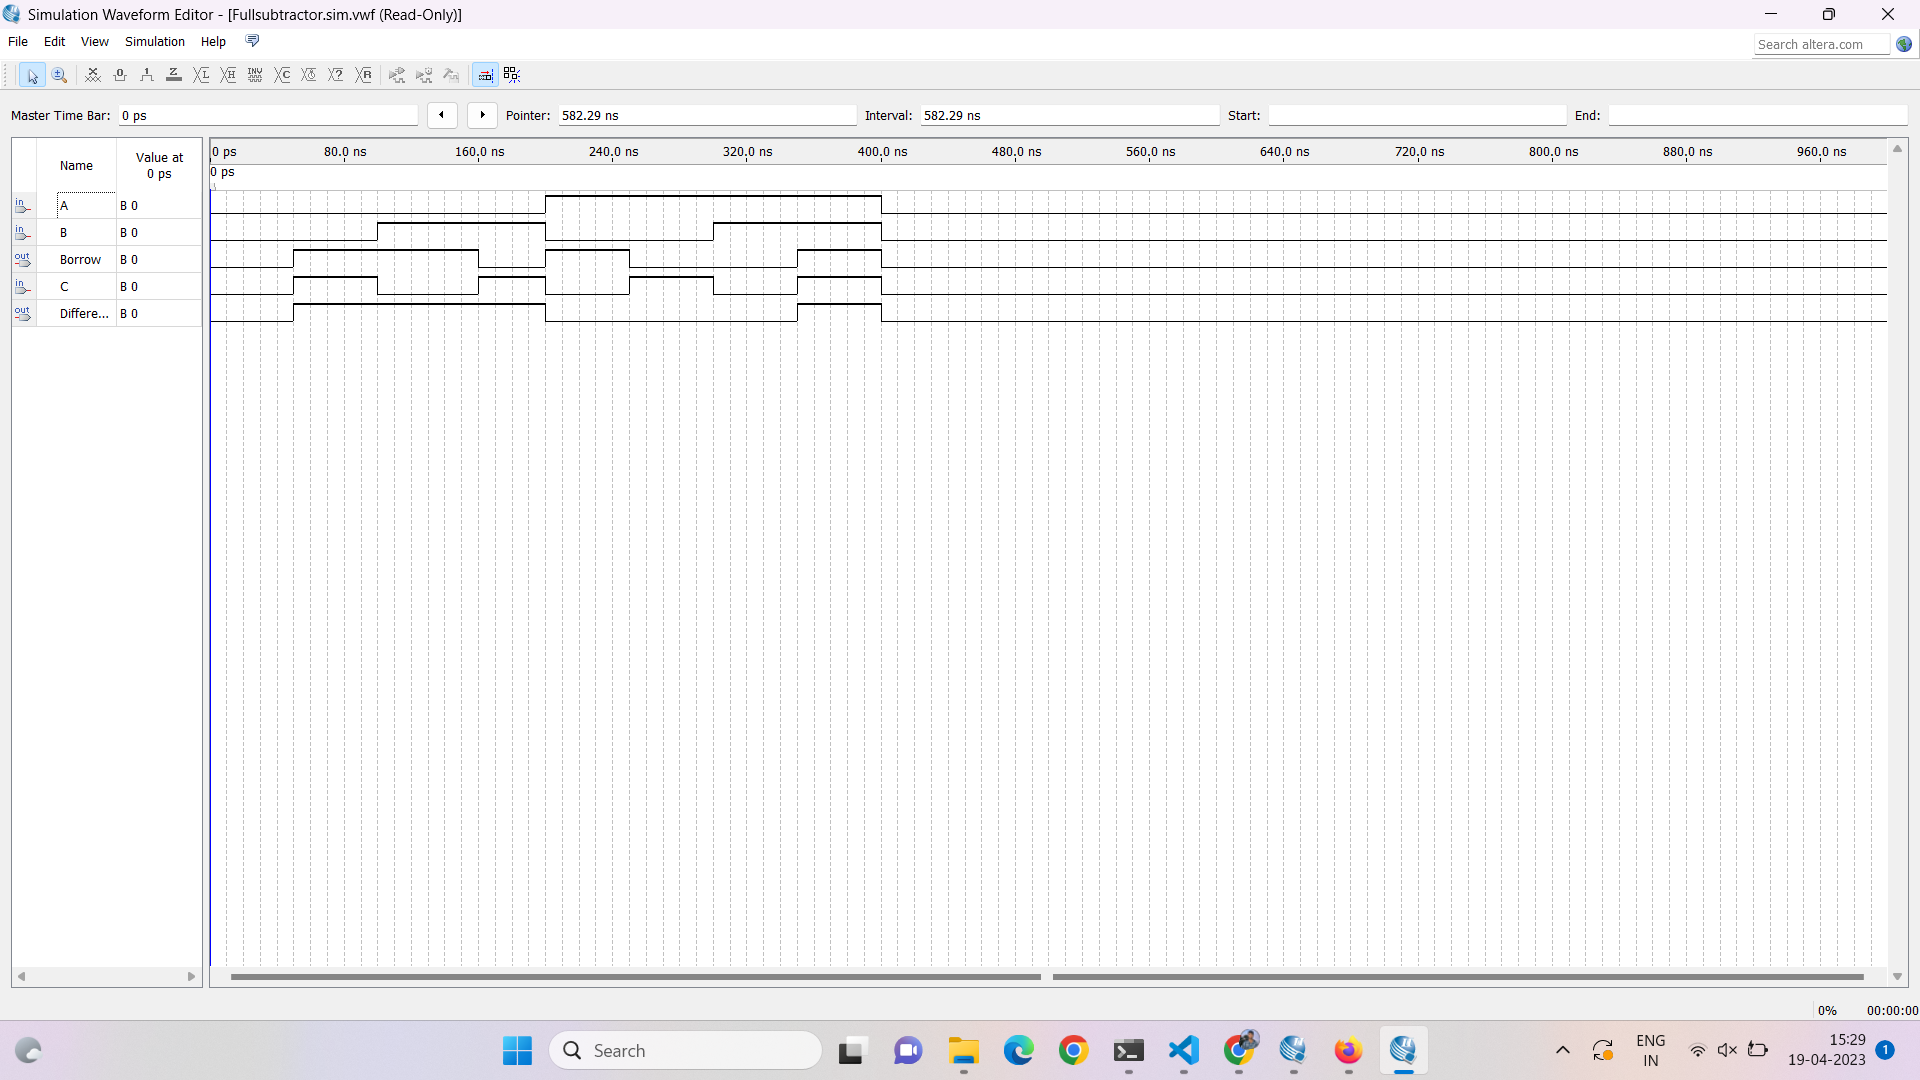 Simulation Waveform Editor - [Fullsubtractor.sim.vwf (Read-Only)]
File Edit View Simulation Help
Search altera.com
Master Time Bar: 0 ps Pointer: 582.29 ns Interval: 582.29 ns Start: End:
Name Value at 0 ps
0 ps 80.0 ns 160.0 ns 240.0 ns 320.0 ns 400.0 ns 480.0 ns 560.0 ns 640.0 ns 720.0 ns 800.0 ns 880.0 ns 960.0 ns
0 ps
in A B 0
in B B 0
out Borrow B 0
in C B 0
out Differe... B 0
0% 00:00:00
Search
ENG
IN
15:29
19-04-2023
1